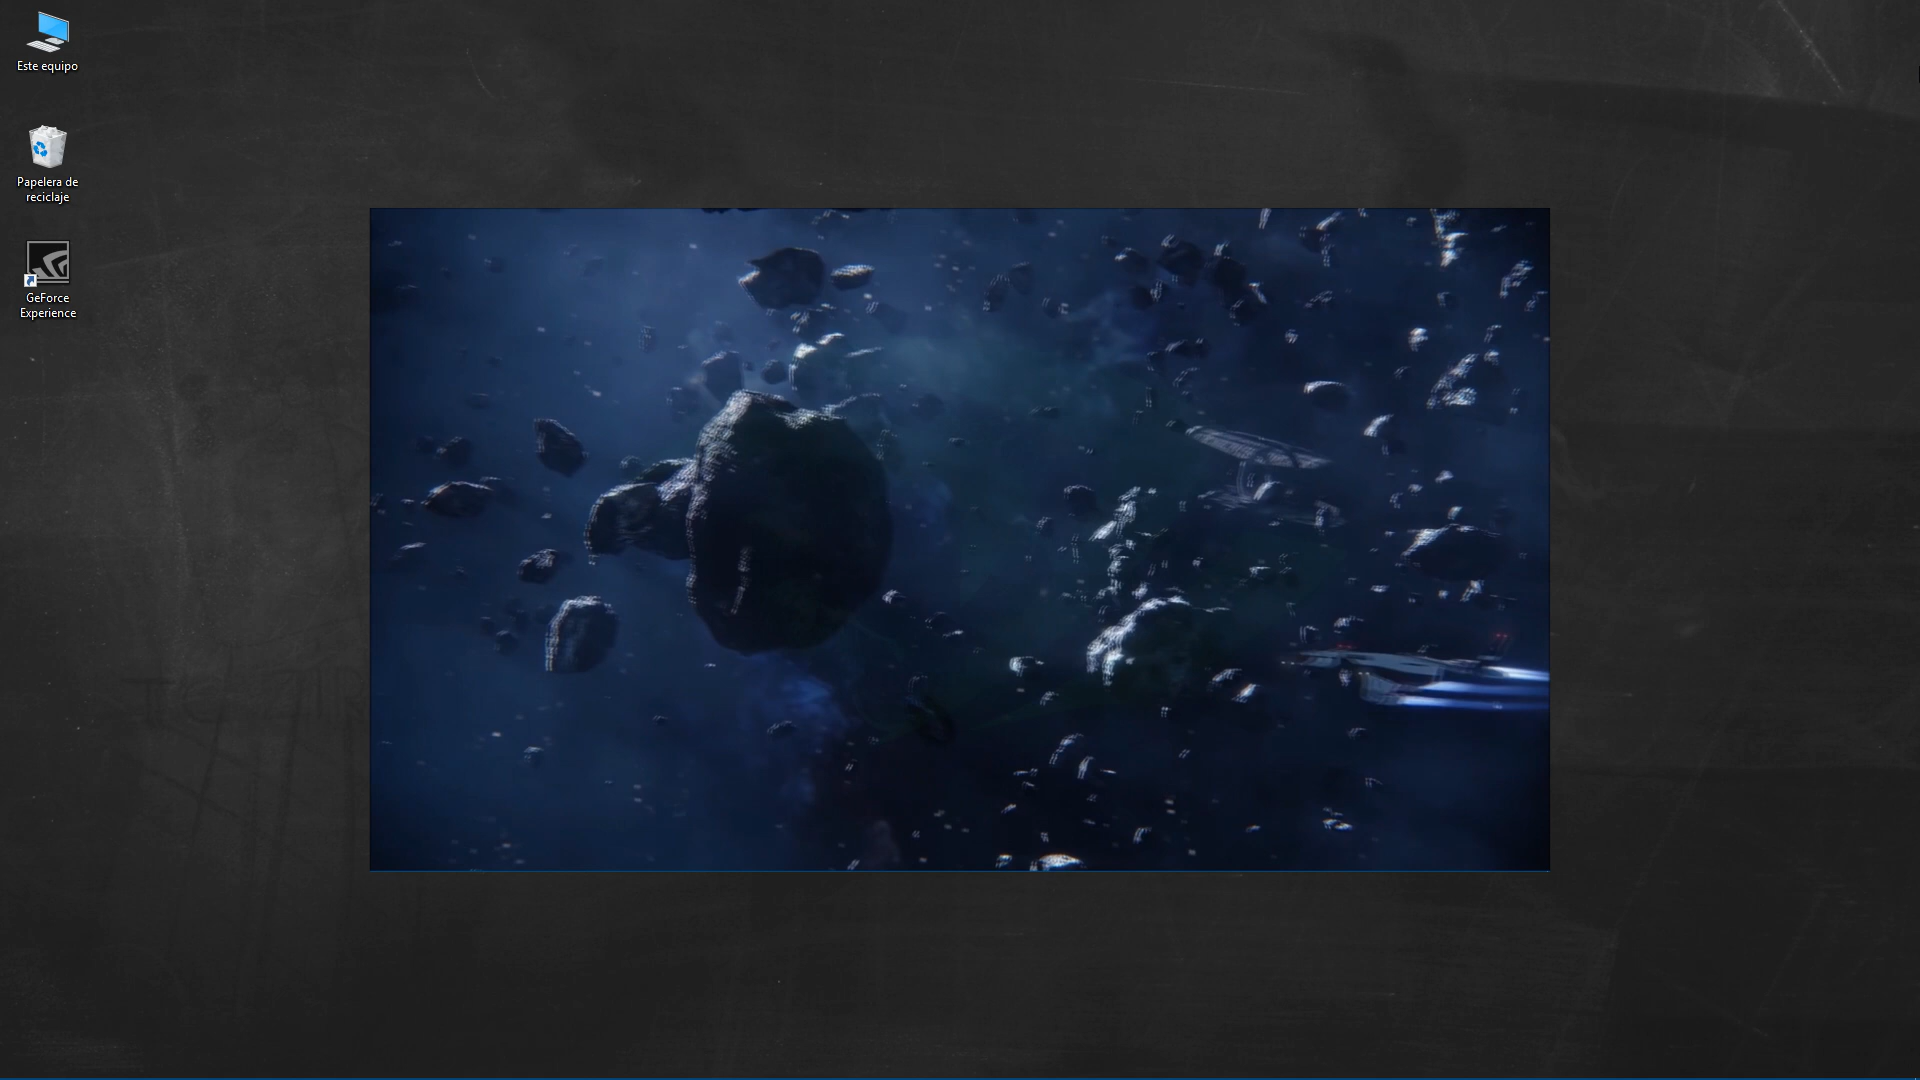 Este equipo
Papelera de
reciclaje
GeForce
Experience